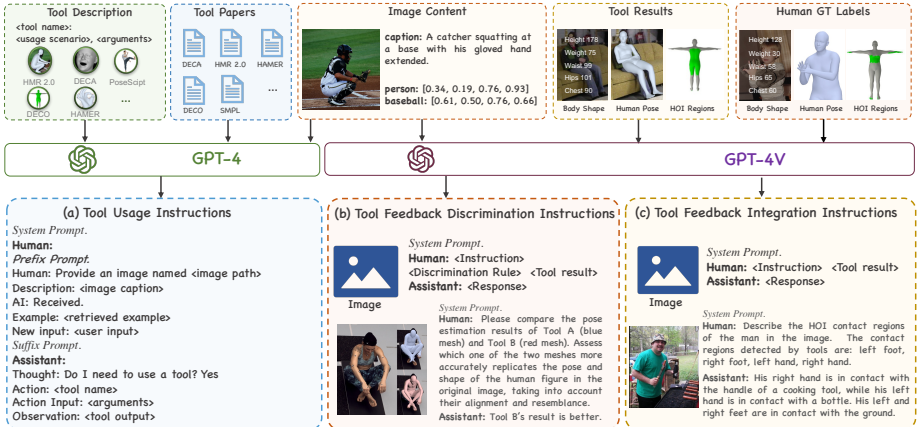 Tool Description
<tool name>:
<usage scenario>, <arguments>
HMR 2.0
DECA
PoseScipt
DECO
HAMER
...
Tool Papers
DECA
HMR 2.0
HAMER
DECO
SMPL
...
Image Content
caption: A catcher squatting at
a base with his gloved hand
extended.
person: [0.34, 0.19, 0.76, 0.93]
baseball: [0.61, 0.50, 0.76, 0.66]
Tool Results
Height 178
Weight 75
Waist 99
Hips 101
Chest 90
Body Shape
Human Pose
HOI Regions
Human GT Labels
Height 128
Weight 30
Waist 58
Hips 65
Chest 60
Body Shape
Human Pose
HOI Regions
GPT-4
GPT-4V
(a) Tool Usage Instructions
System Prompt.
Human:
Prefix Prompt.
Human: Provide an image named <image path>
Description: <image caption>
AI: Received.
Example: <retrieved example>
New input: <user input>
Suffix Prompt.
Assistant:
Thought: Do I need to use a tool? Yes
Action: <tool name>
Action Input: <arguments>
Observation: <tool output>
(b) Tool Feedback Discrimination Instructions
Image
System Prompt.
Human: <Instruction>
<Discrimination Rule> <Tool result>
Assistant: <Response>
System Prompt.
Human: Please compare the pose
estimation results of Tool A (blue
mesh) and Tool B (red mesh). Assess
which one of the two meshes more
accurately replicates the pose and
shape of the human figure in the
original image, taking into account
their alignment and resemblance.
Assistant: Tool B's result is better.
(c) Tool Feedback Integration Instructions
Image
System Prompt.
Human: <Instruction> <Tool result>
Assistant: <Response>
System Prompt.
Human: Describe the HOI contact regions
of the man in the image. The contact
regions detected by tools are: left foot,
right foot, left hand, right hand.
Assistant: His right hand is in contact with
the handle of a cooking tool, while his left
hand is in contact with a bottle. His left and
right feet are in contact with the ground.